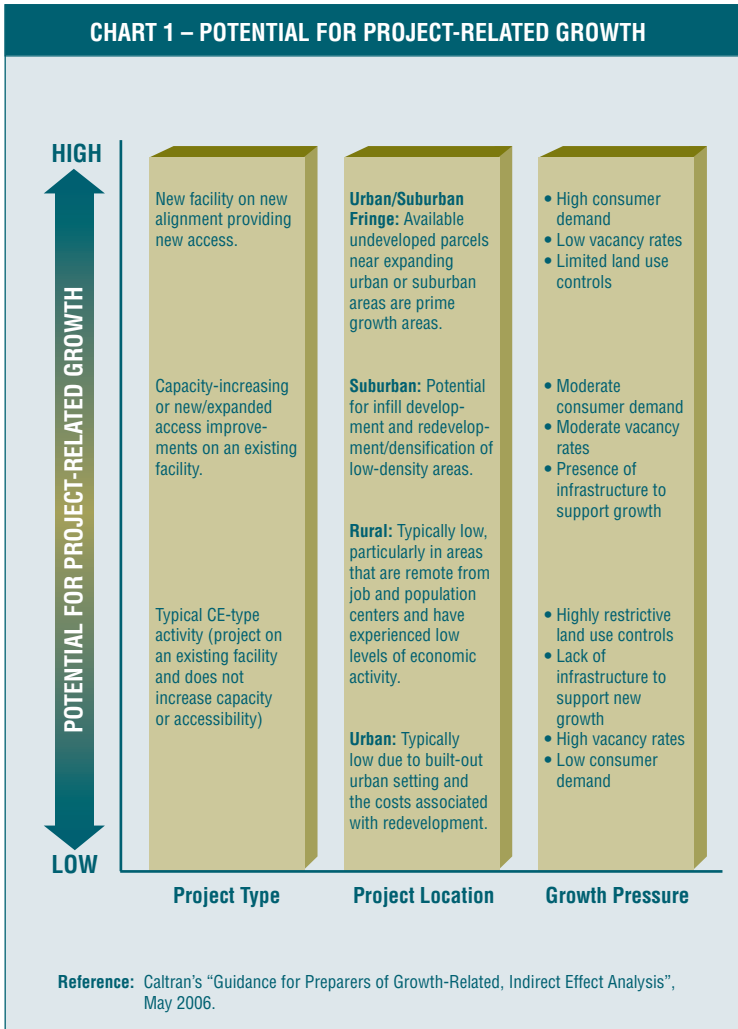 CHART 1 – POTENTIAL FOR PROJECT-RELATED GROWTH
HIGH
POTENTIAL FOR PROJECT-RELATED GROWTH
LOW
New facility on new
alignment providing
new access.
Capacity-increasing
or new/expanded
access improve-
ments on an existing
facility.
Typical CE-type
activity (project on
an existing facility
and does not
increase capacity
or accessibility)
Project Type
Urban/Suburban
Fringe: Available
undeveloped parcels
near expanding
urban or suburban
areas are prime
growth areas.
Suburban: Potential
for infill develop-
ment and redevelop-
ment/densification of
low-density areas.
Rural: Typically low,
particularly in areas
that are remote from
job and population
centers and have
experienced low
levels of economic
activity.
Urban: Typically
low due to built-out
urban setting and
the costs associated
with redevelopment.
Project Location
• High consumer
demand
• Low vacancy rates
• Limited land use
controls
• Moderate
consumer demand
• Moderate vacancy
rates
• Presence of
infrastructure to
support growth
• Highly restrictive
land use controls
• Lack of
infrastructure to
support new
growth
• High vacancy rates
• Low consumer
demand
Growth Pressure
Reference: Caltran's “Guidance for Preparers of Growth-Related, Indirect Effect Analysis”,
May 2006.